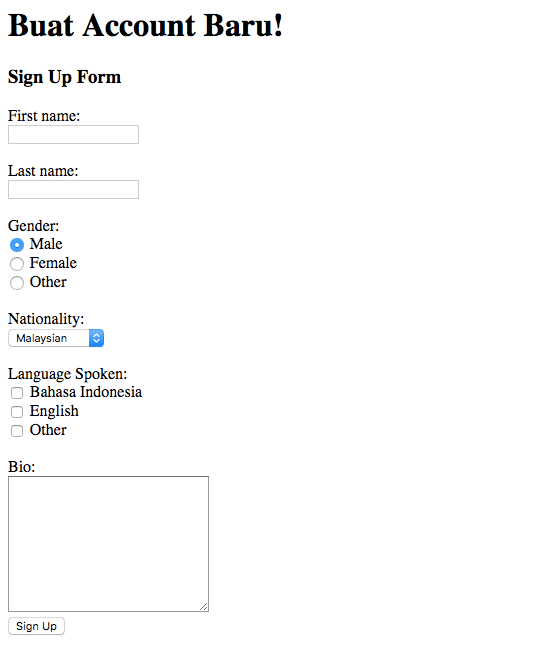 Buat Account Baru!
Sign Up Form
First name:
Last name:
Gender:
Male
Female
Other
Nationality:
Malaysian
Language Spoken:
Bahasa Indonesia
English
Other
Bio:
Sign Up